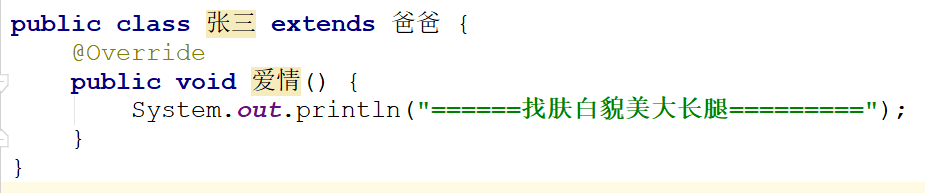 public class 张三 extends 爸爸 {
@Override
public void 爱情() {
System.out.println("======找肤白貌美大长腿=========");
}
}